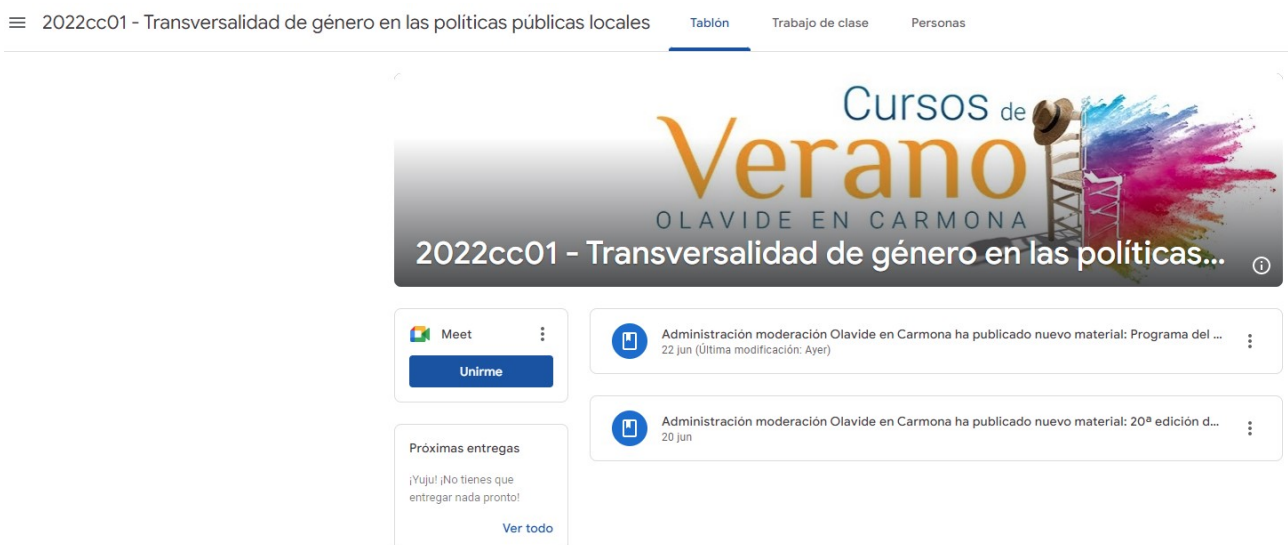 2022cc01 - Transversalidad de género en las políticas públicas locales
Tablón
Trabajo de clase
Personas
Cursos de
Verano
OLAVIDE EN CARMONA
2022cc01 - Transversalidad de género en las políticas...
Meet
Unirme
Próximas entregas
¡Yuju! ¡No tienes que
entregar nada pronto!
Ver todo
Administración moderación Olavide en Carmona ha publicado nuevo material: Programa del ...
22 jun (Última modificación: Ayer)
Administración moderación Olavide en Carmona ha publicado nuevo material: 20ª edición d...
20 jun